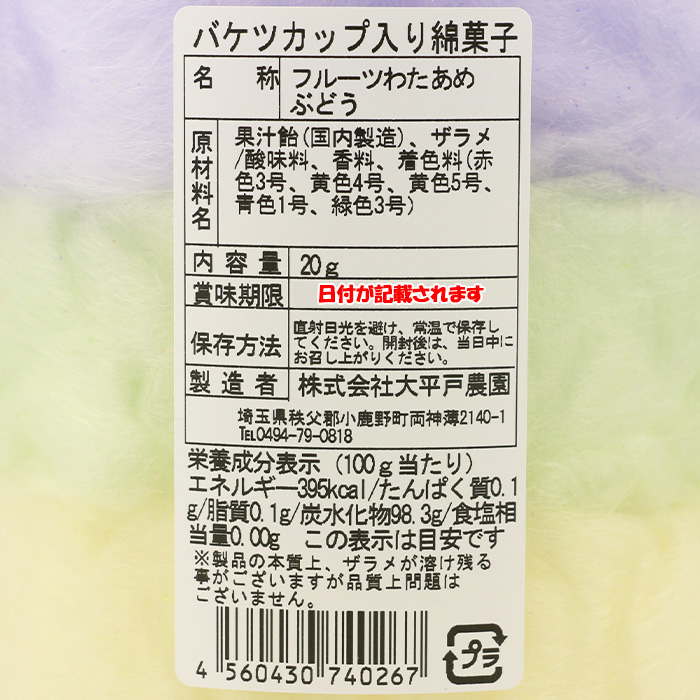 バケツカップ入り綿菓子
名称 フルーツわたあめ
ぶどう
原材料名 果汁飴(国内製造)、ザラメ
/酸味料、香料、着色料(赤
色3号、黄色4号、黄色5号、
青色1号、緑色3号)
内容量 20g
賞味期限 日付が記載されます
保存方法 直射日光を避け、常温で保存し
てください。開封後は、当日中に
お召し上がりください。
製造者 株式会社大平戸農園
埼玉県秩父郡小鹿野町両神薄2140-1
TEL0494-79-0818
栄養成分表示(100g当たり)
エネルギー395kcal/たんぱく質0.1
g/脂質0.1g/炭水化物98.3g/食塩相
当量0.00g この表示は目安です
※製品の本質上、ザラメが溶け残る
事がございますが品質上問題は
ございません。
4 560430 740267
プラ